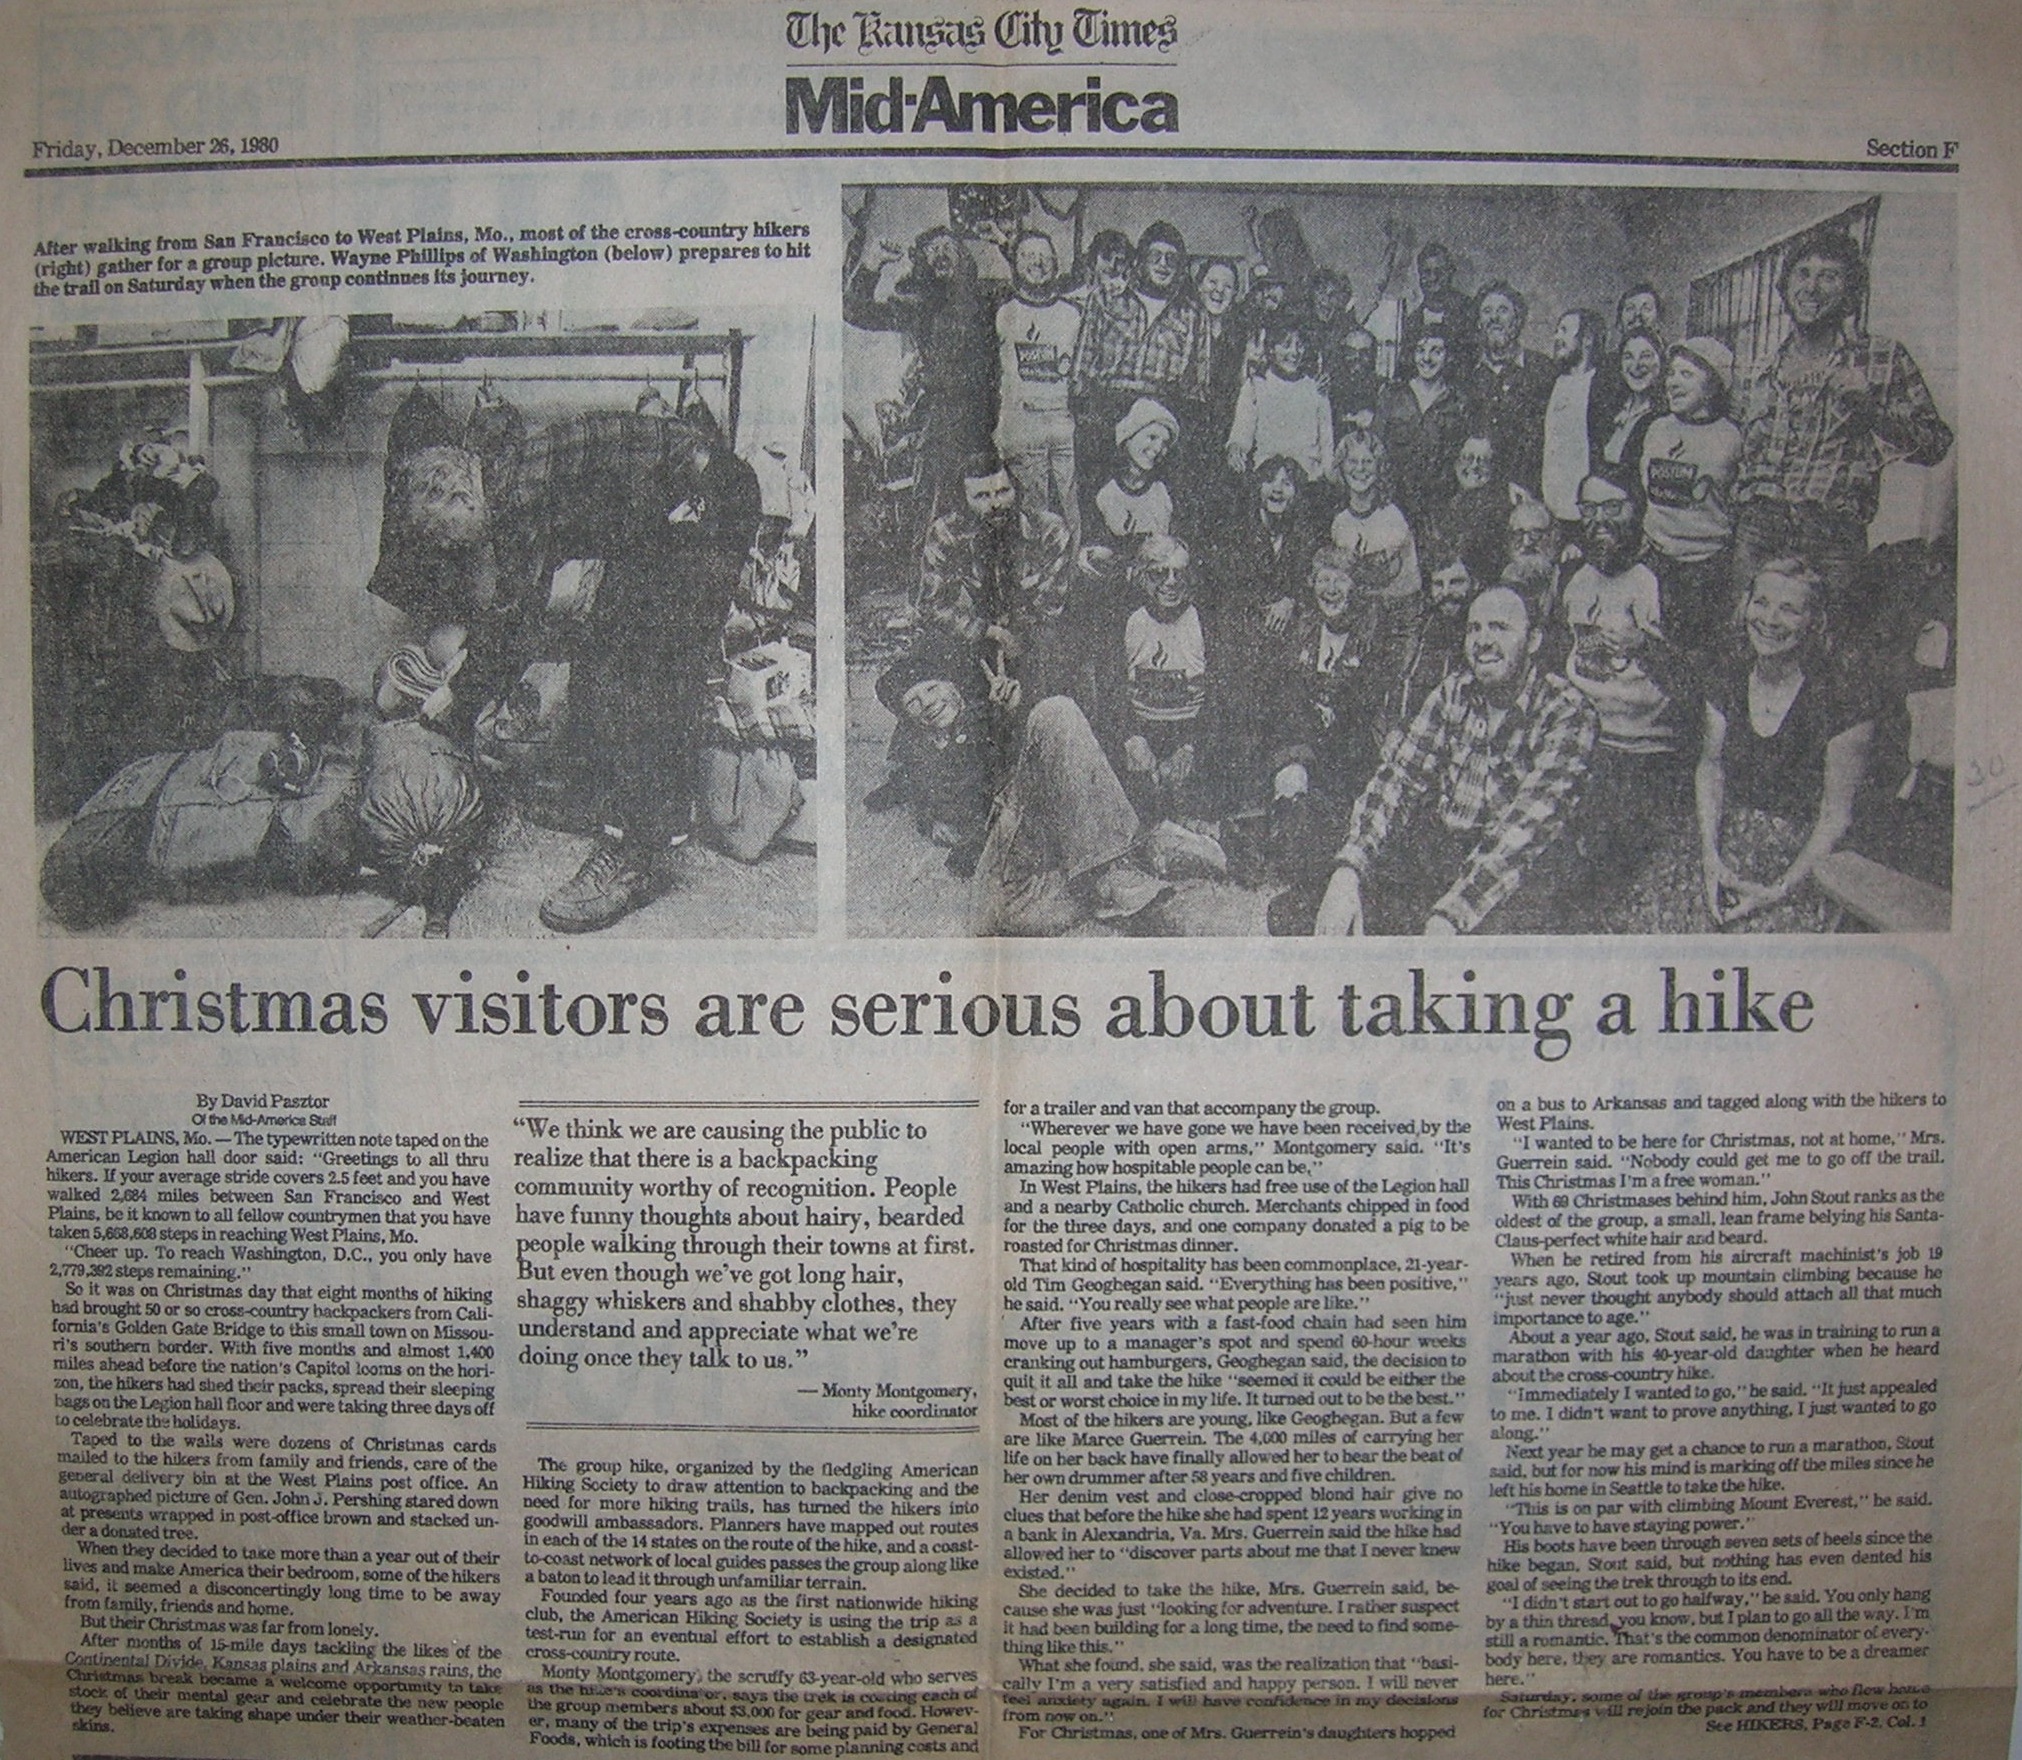 The Kansas City Times
Mid-America
Friday, December 26, 1980
Section F
After walking from San Francisco to West Plains, Mo., most of the cross-country hikers
(right) gather for a group picture. Wayne Phillips of Washington (below) prepares to hit
the trail on Saturday when the group continues its journey.
POSTUM
POSTUM
30
Christmas visitors are serious about taking a hike
By David Pasztor
Of the Mid-America Staff
WEST PLAINS, Mo. — The typewritten note taped on the
American Legion hall door said: "Greetings to all thru
hikers. If your average stride covers 2.5 feet and you have
walked 2,684 miles between San Francisco and West
Plains, be it known to all fellow countrymen that you have
taken 5,668,608 steps in reaching West Plains, Mo.
"Cheer up. To reach Washington, D.C., you only have
2,779,392 steps remaining."
So it was on Christmas day that eight months of hiking
had brought 50 or so cross-country backpackers from Cali-
fornia's Golden Gate Bridge to this small town on Missou-
ri's southern border. With five months and almost 1,400
miles ahead before the nation's Capitol looms on the hori-
zon, the hikers had shed their packs, spread their sleeping
bags on the Legion hall floor and were taking three days off
to celebrate the holidays.
Taped to the walls were dozens of Christmas cards
mailed to the hikers from family and friends, care of the
general delivery bin at the West Plains post office. An
autographed picture of Gen. John J. Pershing stared down
at presents wrapped in post-office brown and stacked un-
der a donated tree.
When they decided to take more than a year out of their
lives and make America their bedroom, some of the hikers
said, it seemed a disconcertingly long time to be away
from family, friends and home.
But their Christmas was far from lonely.
After months of 15-mile days tackling the likes of the
Continental Divide, Kansas plains and Arkansas rains, the
Christmas break became a welcome opportunity to take
stock of their mental gear and celebrate the new people
they believe are taking shape under their weather-beaten
skins.
"We think we are causing the public to
realize that there is a backpacking
community worthy of recognition. People
have funny thoughts about hairy, bearded
people walking through their towns at first.
But even though we've got long hair,
shaggy whiskers and shabby clothes, they
understand and appreciate what we're
doing once they talk to us."
— Monty Montgomery,
hike coordinator
The group hike, organized by the fledgling American
Hiking Society to draw attention to backpacking and the
need for more hiking trails, has turned the hikers into
goodwill ambassadors. Planners have mapped out routes
in each of the 14 states on the route of the hike, and a coast-
to-coast network of local guides passes the group along like
a baton to lead it through unfamiliar terrain.
Founded four years ago as the first nationwide hiking
club, the American Hiking Society is using the trip as a
test-run for an eventual effort to establish a designated
cross-country route.
Monty Montgomery, the scruffy 63-year-old who serves
as the hike's coordinator, says the trek is costing each of
the group members about $3,000 for gear and food. Howev-
er, many of the trip's expenses are being paid by General
Foods, which is footing the bill for some planning costs and
for a trailer and van that accompany the group.
"Wherever we have gone we have been received by the
local people with open arms," Montgomery said. "It's
amazing how hospitable people can be."
In West Plains, the hikers had free use of the Legion hall
and a nearby Catholic church. Merchants chipped in food
for the three days, and one company donated a pig to be
roasted for Christmas dinner.
That kind of hospitality has been commonplace, 21-year-
old Tim Geoghegan said. "Everything has been positive,"
he said. "You really see what people are like."
After five years with a fast-food chain had seen him
move up to a manager's spot and spend 60-hour weeks
cranking out hamburgers, Geoghegan said, the decision to
quit it all and take the hike "seemed it could be either the
best or worst choice in my life. It turned out to be the best."
Most of the hikers are young, like Geoghegan. But a few
are like Marce Guerrein. The 4,000 miles of carrying her
life on her back have finally allowed her to hear the beat of
her own drummer after 58 years and five children.
Her denim vest and close-cropped blond hair give no
clues that before the hike she had spent 12 years working in
a bank in Alexandria, Va. Mrs. Guerrein said the hike had
allowed her to "discover parts about me that I never knew
existed."
She decided to take the hike, Mrs. Guerrein said, be-
cause she was just "looking for adventure. I rather suspect
it had been building for a long time, the need to find some-
thing like this."
What she found, she said, was the realization that "basi-
cally I'm a very satisfied and happy person. I will never
feel anxiety again. I will have confidence in my decisions
from now on."
For Christmas, one of Mrs. Guerrein's daughters hopped
on a bus to Arkansas and tagged along with the hikers to
West Plains.
"I wanted to be here for Christmas, not at home," Mrs.
Guerrein said. "Nobody could get me to go off the trail.
This Christmas I'm a free woman."
With 69 Christmases behind him, John Stout ranks as the
oldest of the group, a small, lean frame belying his Santa-
Claus-perfect white hair and beard.
When he retired from his aircraft machinist's job 19
years ago, Stout took up mountain climbing because he
"just never thought anybody should attach all that much
importance to age."
About a year ago, Stout said, he was in training to run a
marathon with his 40-year-old daughter when he heard
about the cross-country hike.
"Immediately I wanted to go," he said. "It just appealed
to me. I didn't want to prove anything, I just wanted to go
along."
Next year he may get a chance to run a marathon, Stout
said, but for now his mind is marking off the miles since he
left his home in Seattle to take the hike.
"This is on par with climbing Mount Everest," he said.
"You have to have staying power."
His boots have been through seven sets of heels since the
hike began, Stout said, but nothing has even dented his
goal of seeing the trek through to its end.
"I didn't start out to go halfway," he said. You only hang
by a thin thread, you know, but I plan to go all the way. I'm
still a romantic. That's the common denominator of every-
body here, they are romantics. You have to be a dreamer
here."
Saturday, some of the group's members who flew home
for Christmas will rejoin the pack and they will move on to
See HIKERS, Page F-2, Col. 1